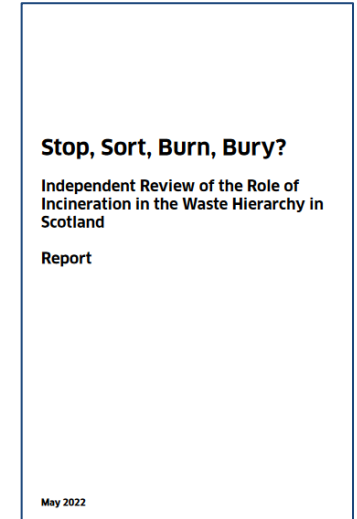 Stop, Sort, Burn, Bury?
Independent Review of the Role of
Incineration in the Waste Hierarchy in
Scotland
Report
May 2022